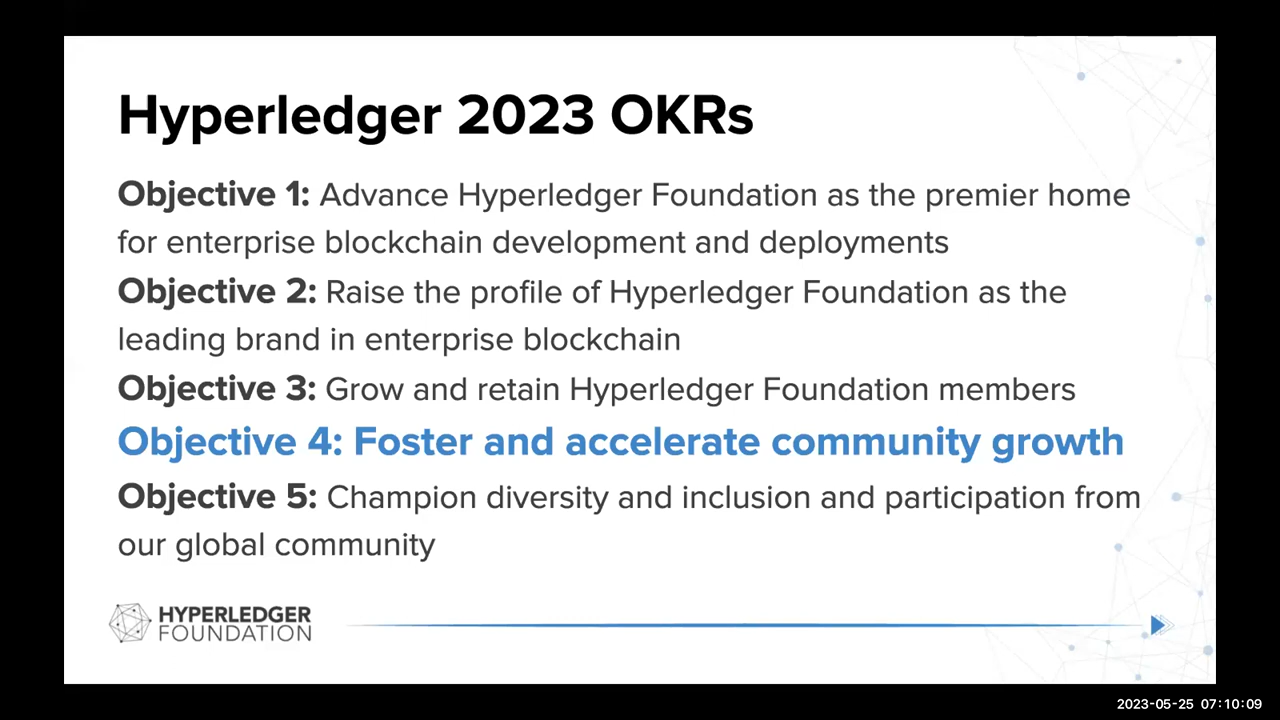 Hyperledger 2023 OKRs
Objective 1: Advance Hyperledger Foundation as the premier home
for enterprise blockchain development and deployments
Objective 2: Raise the profile of Hyperledger Foundation as the
leading brand in enterprise blockchain
Objective 3: Grow and retain Hyperledger Foundation members
Objective 4: Foster and accelerate community growth
Objective 5: Champion diversity and inclusion and participation from
our global community
HYPERLEDGER
FOUNDATION
2023-05-25 07:10:09